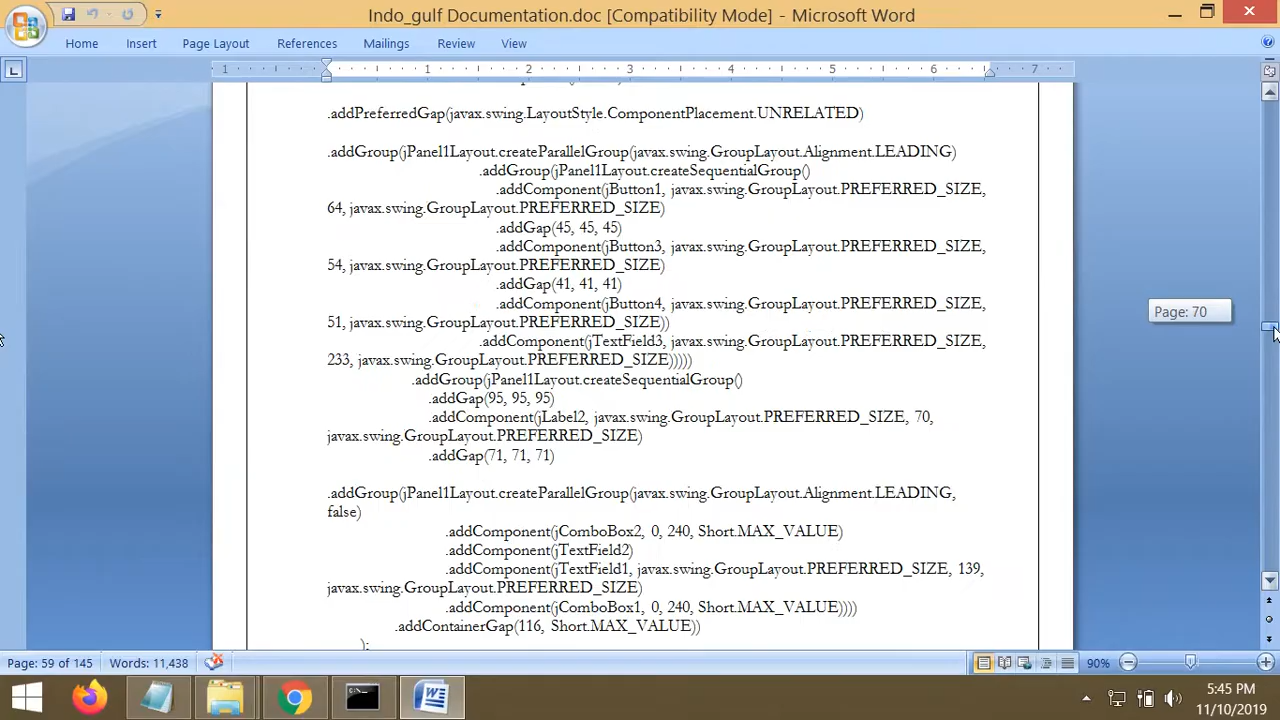 Indo_gulf Documentation.doc [Compatibility Mode] - Microsoft Word
Home Insert Page Layout References Mailings Review View
1 1 2 3 4 5 6 7
.addPreferredGap(javax.swing.LayoutStyle.ComponentPlacement.UNRELATED)
.addGroup(jPanel1Layout.createParallelGroup(javax.swing.GroupLayout.Alignment.LEADING)
.addGroup(jPanel1Layout.createSequentialGroup()
.addComponent(jButton1, javax.swing.GroupLayout.PREFERRED_SIZE,
64, javax.swing.GroupLayout.PREFERRED_SIZE)
.addGap(45, 45, 45)
.addComponent(jButton3, javax.swing.GroupLayout.PREFERRED_SIZE,
54, javax.swing.GroupLayout.PREFERRED_SIZE)
.addGap(41, 41, 41)
.addComponent(jButton4, javax.swing.GroupLayout.PREFERRED_SIZE,
51, javax.swing.GroupLayout.PREFERRED_SIZE))
.addComponent(jTextField3, javax.swing.GroupLayout.PREFERRED_SIZE,
233, javax.swing.GroupLayout.PREFERRED_SIZE)))))
.addGroup(jPanel1Layout.createSequentialGroup()
.addGap(95, 95, 95)
.addComponent(jLabel2, javax.swing.GroupLayout.PREFERRED_SIZE, 70,
javax.swing.GroupLayout.PREFERRED_SIZE)
.addGap(71, 71, 71)
.addGroup(jPanel1Layout.createParallelGroup(javax.swing.GroupLayout.Alignment.LEADING,
false)
.addComponent(jComboBox2, 0, 240, Short.MAX_VALUE)
.addComponent(jTextField2)
.addComponent(jTextField1, javax.swing.GroupLayout.PREFERRED_SIZE, 139,
javax.swing.GroupLayout.PREFERRED_SIZE)
.addComponent(jComboBox1, 0, 240, Short.MAX_VALUE))))
.addContainerGap(116, Short.MAX_VALUE))
);
Page: 70
Page: 59 of 145 Words: 11,438 90%
5:45 PM
11/10/2019